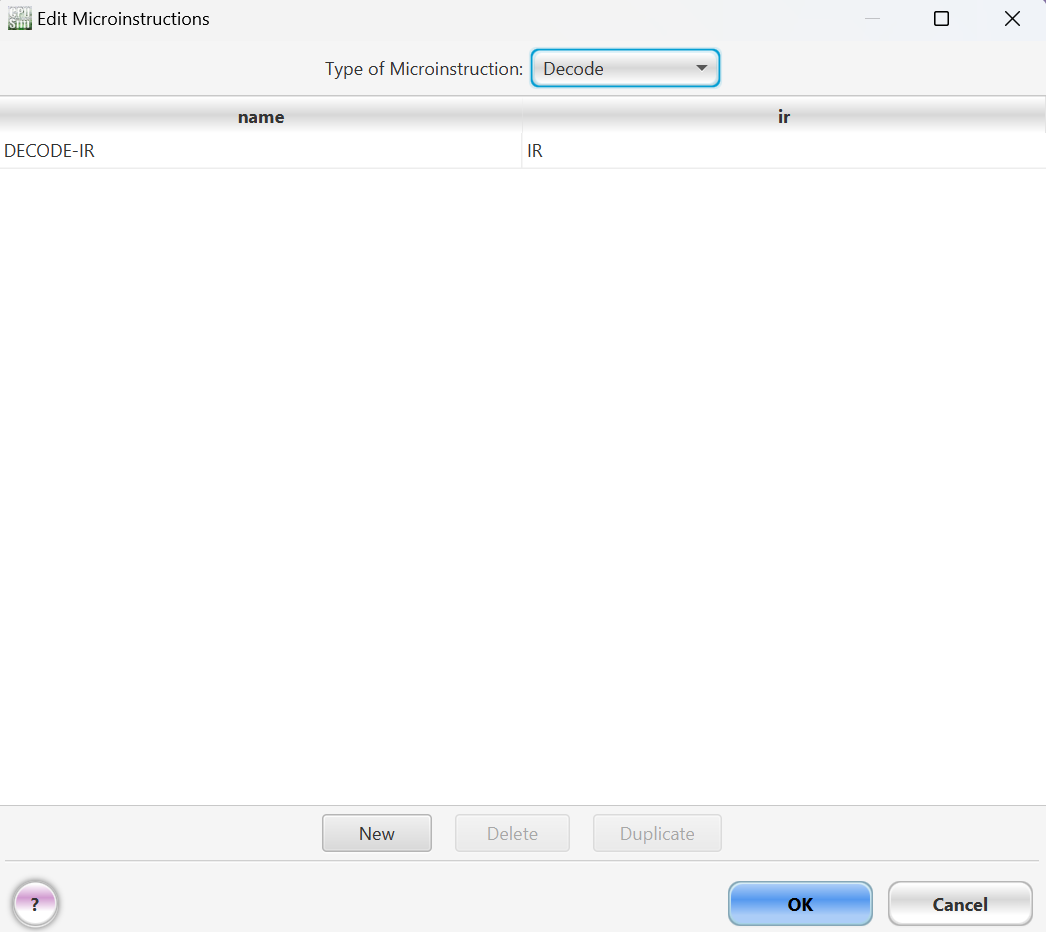 Edit Microinstructions
Type of Microinstruction: Decode
name ir
DECODE-IR IR
New Delete Duplicate
? OK Cancel